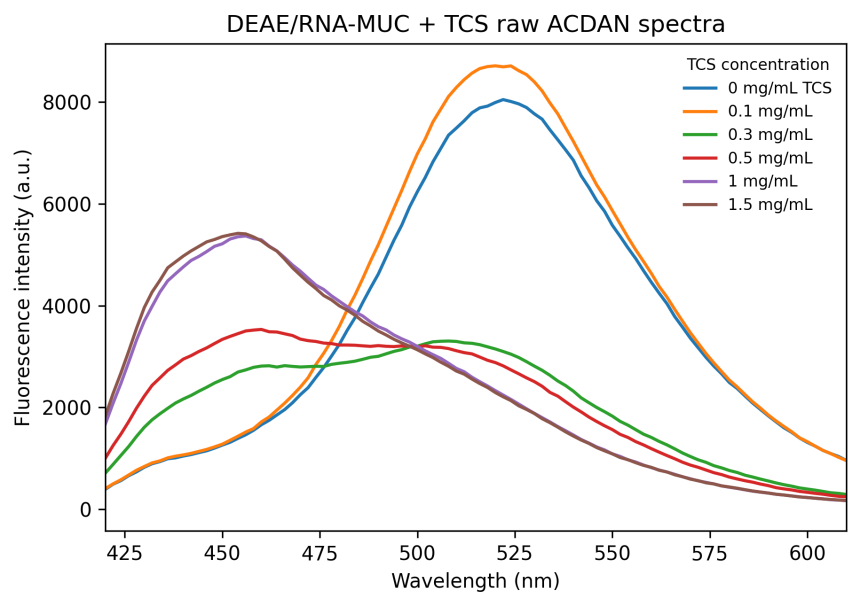 DEAE/RNA-MUC + TCS raw ACDAN spectra
TCS concentration
0 mg/mL TCS
0.1 mg/mL
0.3 mg/mL
0.5 mg/mL
1 mg/mL
1.5 mg/mL
Fluorescence intensity (a.u.)
8000
6000
4000
2000
0
425 450 475 500 525 550 575 600
Wavelength (nm)